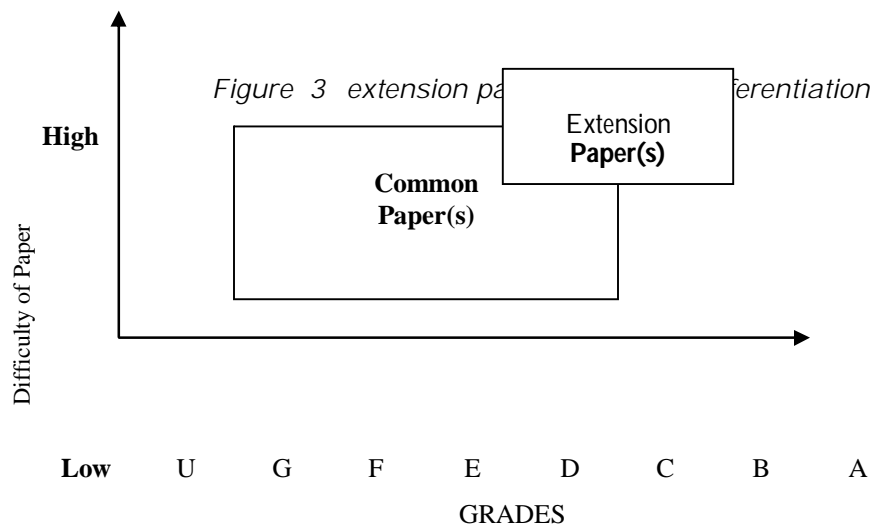 Figure 3 extension pa ferentiation
High
Extension
Paper(s)
Common
Paper(s)
Difficulty of Paper
Low U G F E D C B A
GRADES